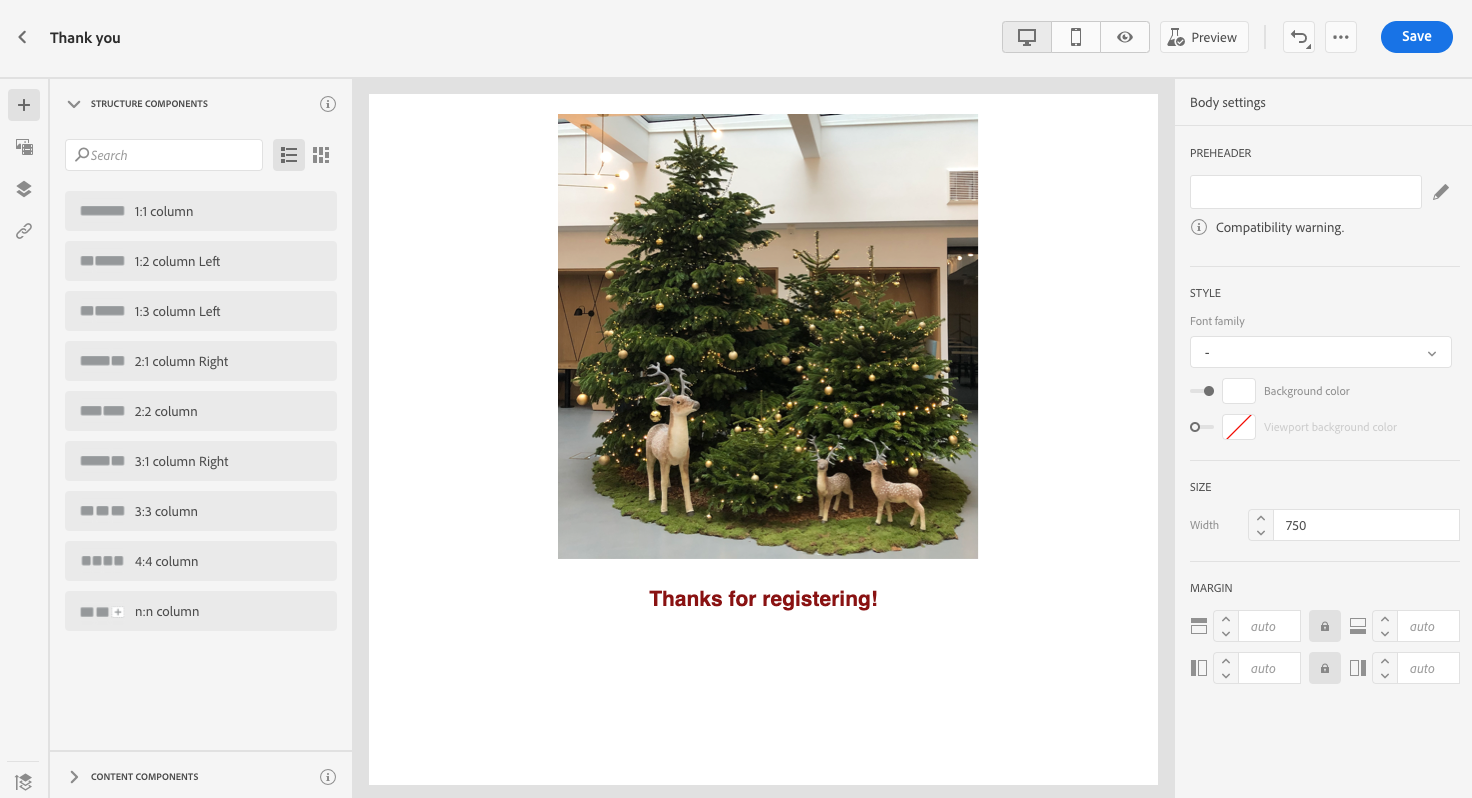 Thank you
Preview
Save
STRUCTURE COMPONENTS
Search
1:1 column
1:2 column Left
1:3 column Left
2:1 column Right
2:2 column
3:1 column Right
3:3 column
4:4 column
n:n column
CONTENT COMPONENTS
Thanks for registering!
Body settings
PREHEADER
Compatibility warning.
STYLE
Font family
-
Background color
Viewport background color
SIZE
Width 750
MARGIN
auto auto
auto auto